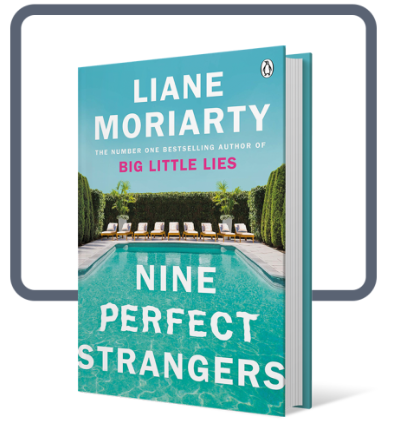 LIANE
MORIARTY
THE NUMBER ONE BESTSELLING AUTHOR OF
BIG LITTLE LIES
NINE
PERFECT
STRANGERS